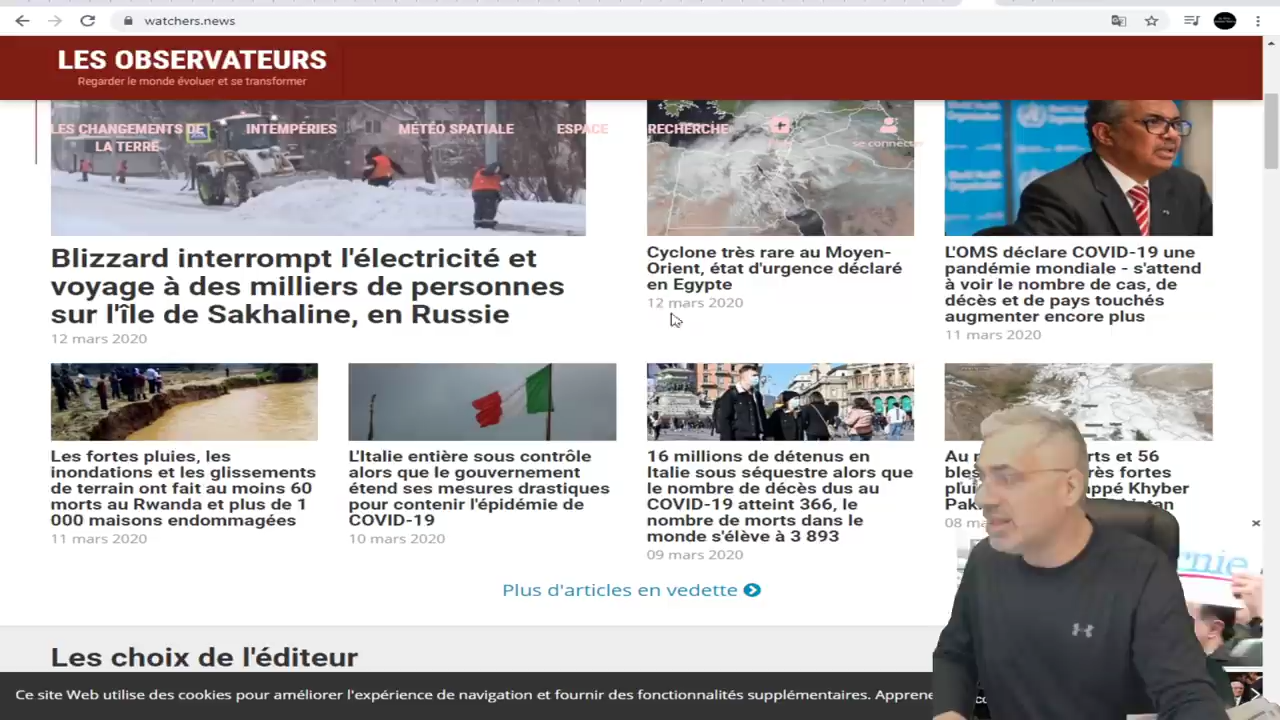 watchers.news
LES OBSERVATEURS
Regarder le monde évoluer et se transformer
LES CHANGEMENTS DE
LA TERRE
INTEMPÉRIES
MÉTÉO SPATIALE
ESPACE
RECHERCHE
se connecter
Blizzard interrompt l'électricité et
voyage à des milliers de personnes
sur l'île de Sakhaline, en Russie
12 mars 2020
Cyclone très rare au Moyen-
Orient, état d'urgence déclaré
en Egypte
12 mars 2020
L'OMS déclare COVID-19 une
pandémie mondiale - s'attend
à voir le nombre de cas, de
décès et de pays touchés
augmenter encore plus
11 mars 2020
Les fortes pluies, les
inondations et les glissements
de terrain ont fait au moins 60
morts au Rwanda et plus de 1
000 maisons endommagées
11 mars 2020
L'Italie entière sous contrôle
alors que le gouvernement
étend ses mesures drastiques
pour contenir l'épidémie de
COVID-19
10 mars 2020
16 millions de détenus en
Italie sous séquestre alors que
le nombre de décès dus au
COVID-19 atteint 366, le
nombre de morts dans le
monde s'élève à 3 893
09 mars 2020
Au et 56
fortes
Khyber
08
Plus d'articles en vedette
Les choix de l'éditeur
Ce site Web utilise des cookies pour améliorer l'expérience de navigation et fournir des fonctionnalités supplémentaires.